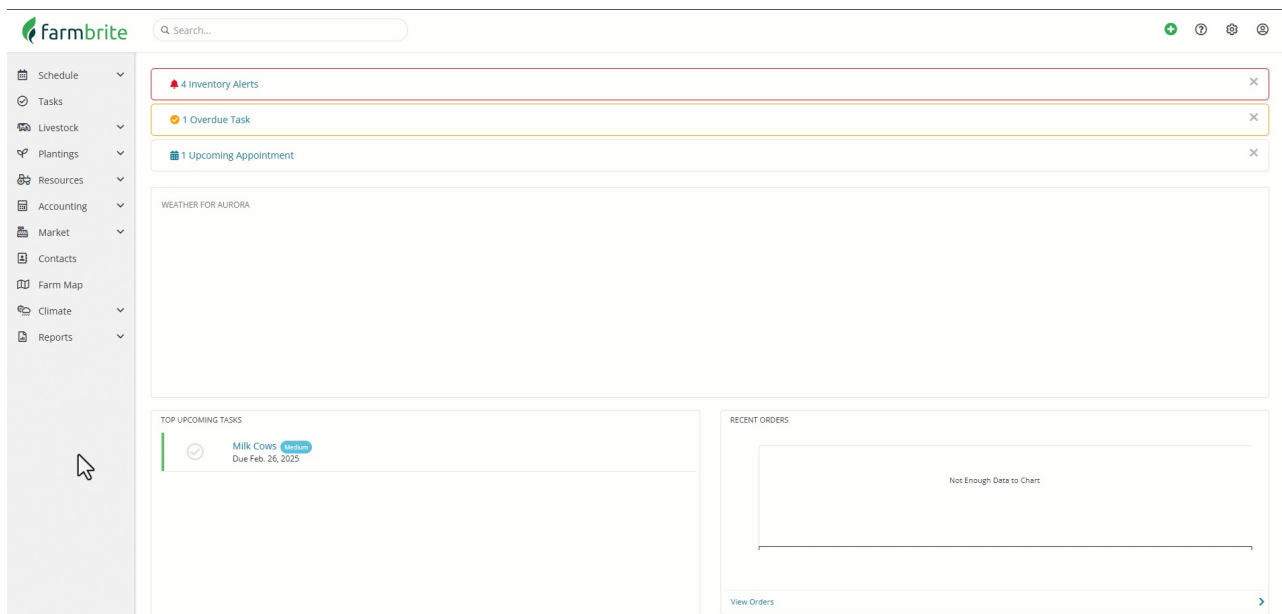 farmbrite
Search...
Schedule
Tasks
Livestock
Plantings
Resources
Accounting
Market
Contacts
Farm Map
Climate
Reports
4 Inventory Alerts
1 Overdue Task
1 Upcoming Appointment
WEATHER FOR AURORA
TOP UPCOMING TASKS
Milk Cows Medium
Due Feb. 26, 2025
RECENT ORDERS
Not Enough Data to Chart
View Orders